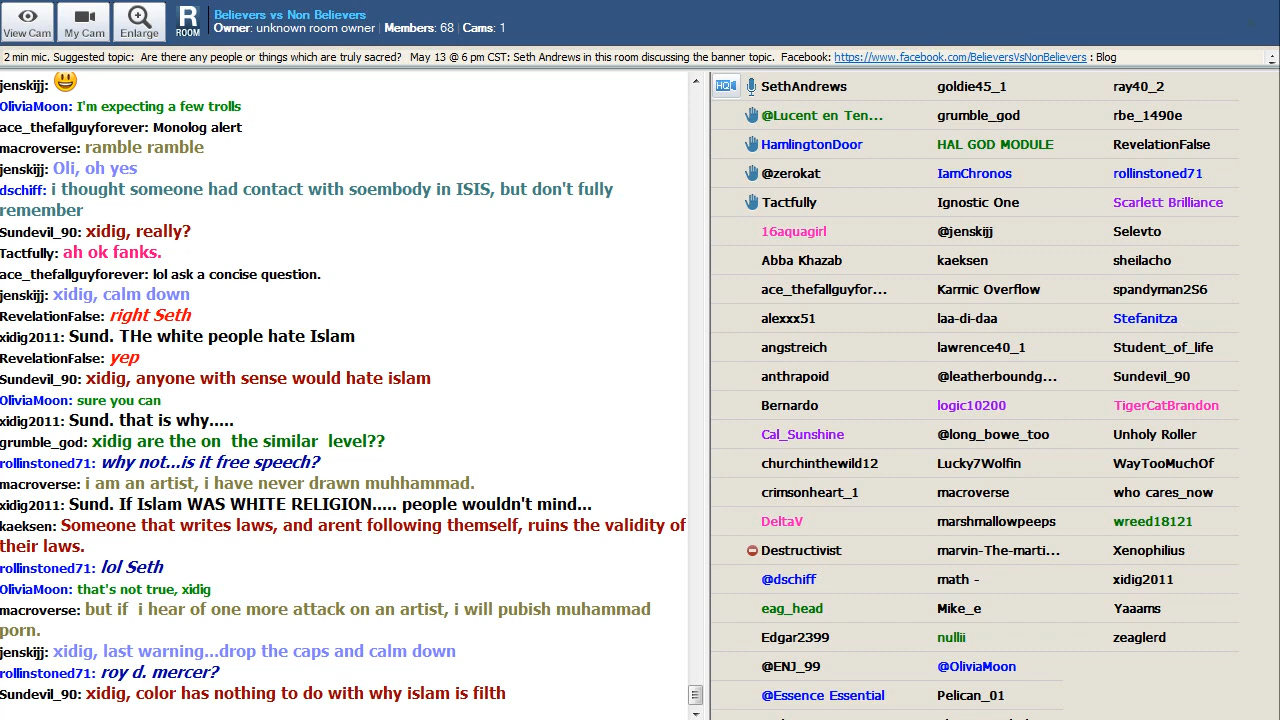 View Cam
My Cam
Enlarge
R
ROOM
Believers vs Non Believers
Owner: unknown room owner | Members: 68 | Cams: 1
2 min mic. Suggested topic: Are there any people or things which are truly sacred? May 13 @ 6 pm CST: Seth Andrews in this room discussing the banner topic. Facebook: https://www.facebook.com/BelieversVsNonBelievers : Blog
jenskijj:
OliviaMoon: I'm expecting a few trolls
ace_thefallguyforever: Monolog alert
macroverse: ramble ramble
jenskijj: Oli, oh yes
dschiff: i thought someone had contact with soembody in ISIS, but don't fully
remember
Sundevil_90: xidig, really?
Tactfully: ah ok fanks.
ace_thefallguyforever: lol ask a concise question.
jenskijj: xidig, calm down
RevelationFalse: right Seth
xidig2011: Sund. THe white people hate Islam
RevelationFalse: yep
Sundevil_90: xidig, anyone with sense would hate islam
OliviaMoon: sure you can
xidig2011: Sund. that is why.....
grumble_god: xidig are the on the similar level??
rollinstoned71: why not...is it free speech?
macroverse: i am an artist, i have never drawn muhhammad.
xidig2011: Sund. If Islam WAS WHITE RELIGION..... people wouldn't mind...
kaeksen: Someone that writes laws, and arent following themself, ruins the validity of
their laws.
rollinstoned71: lol Seth
OliviaMoon: that's not true, xidig
macroverse: but if i hear of one more attack on an artist, i will pubish muhammad
porn.
jenskijj: xidig, last warning...drop the caps and calm down
rollinstoned71: roy d. mercer?
Sundevil_90: xidig, color has nothing to do with why islam is filth
HQ SethAndrews goldie45_1 ray40_2
@Lucent en Ten... grumble_god rbe_1490e
HamlingtonDoor HAL GOD MODULE RevelationFalse
@zerokat IamChronos rollinstoned71
Tactfully Ignostic One Scarlett Brilliance
16aquagirl @jenskijj Selevto
Abba Khazab kaeksen sheilacho
ace_thefallguyfor... Karmic Overflow spandyman2S6
alexxx51 laa-di-daa Stefanitza
angstreich lawrence40_1 Student_of_life
anthrapoid @leatherboundg... Sundevil_90
Bernardo logic10200 TigerCatBrandon
Cal_Sunshine @long_bowe_too Unholy Roller
churchinthewild12 Lucky7Wolfin WayTooMuchOf
crimsonheart_1 macroverse who cares_now
DeltaV marshmallowpeeps wreed18121
Destructivist marvin-The-marti... Xenophilius
@dschiff math - xidig2011
eag_head Mike_e Yaaams
Edgar2399 nullii zeaglerd
@ENJ_99 @OliviaMoon
@Essence Essential Pelican_01